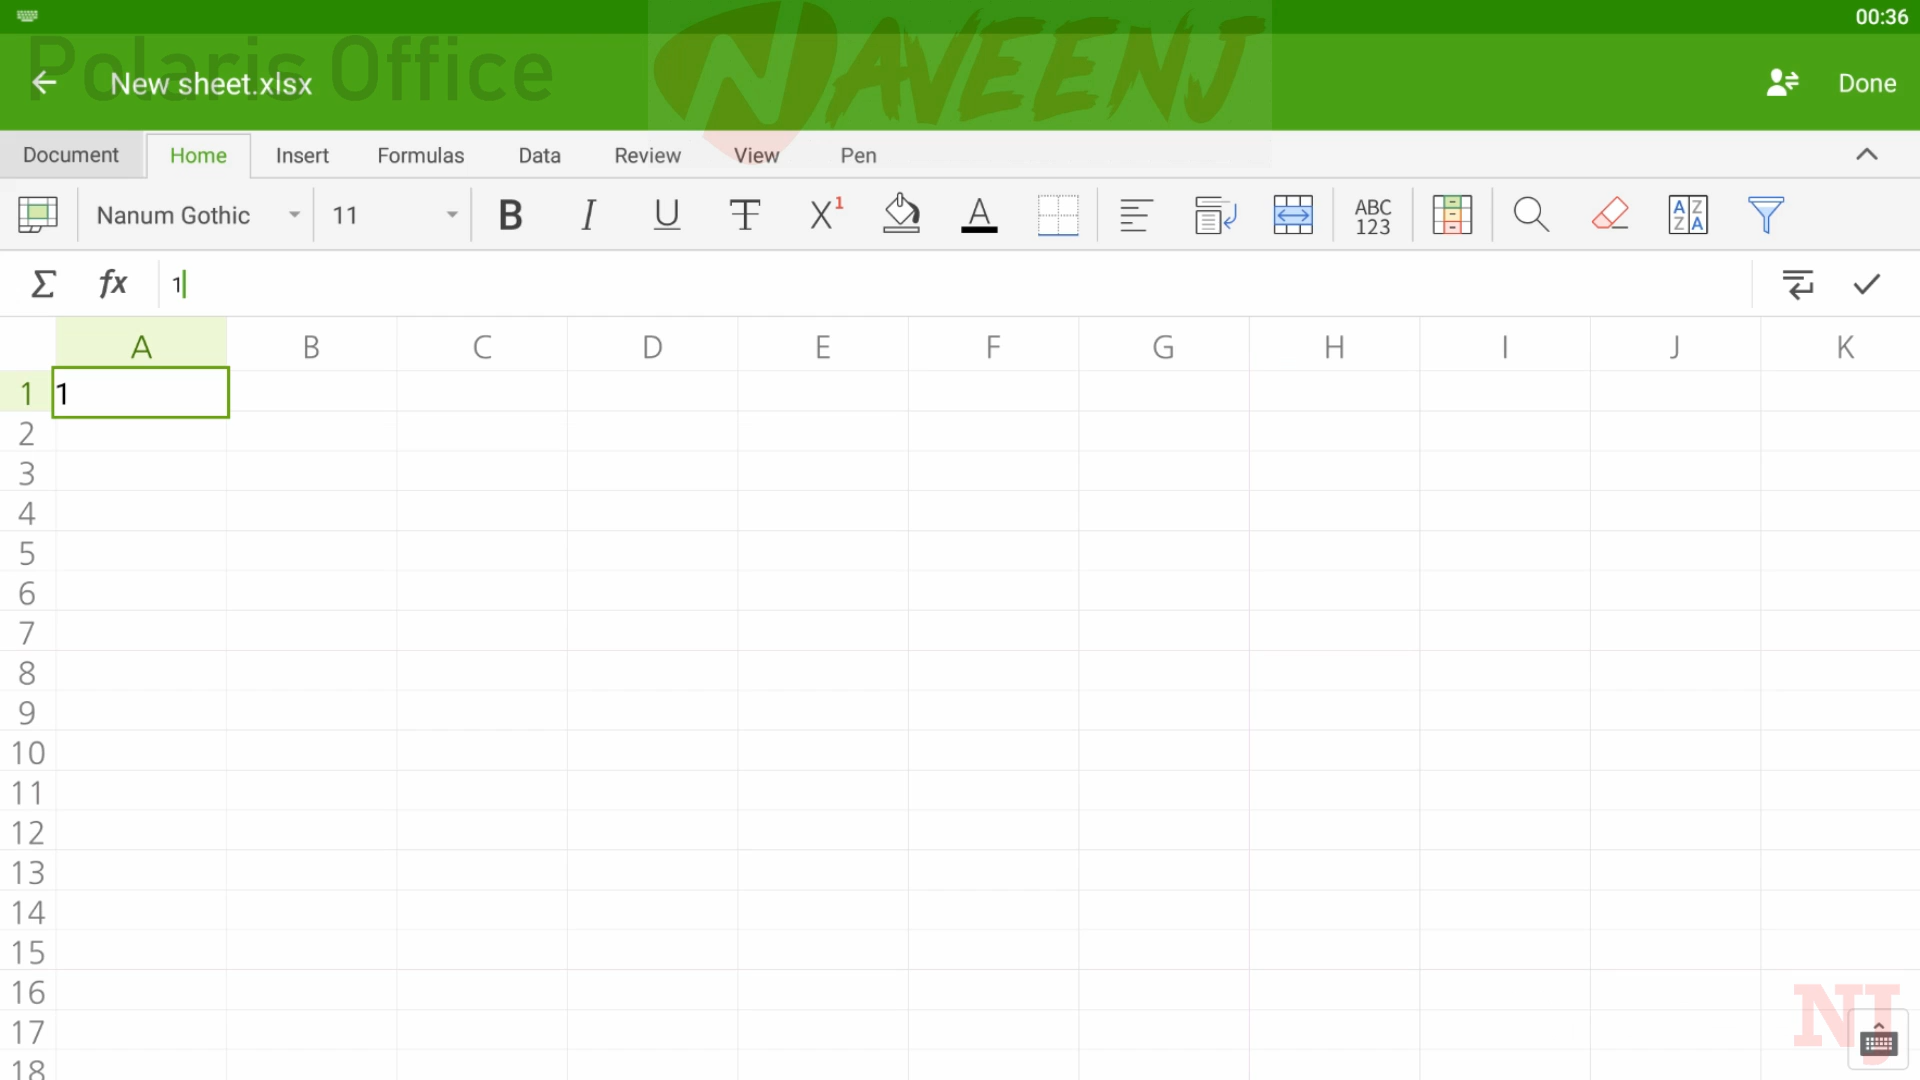 00:36
Polaris Office
NAVEENJ
New sheet.xlsx
Done
Document Home Insert Formulas Data Review View Pen
Nanum Gothic 11 B I U T X1 A ABC 123 A Z Z A
Σ fx 1
A B C D E F G H I J K
1 1
2
3
4
5
6
7
8
9
10
11
12
13
14
15
16
17
18
NJ